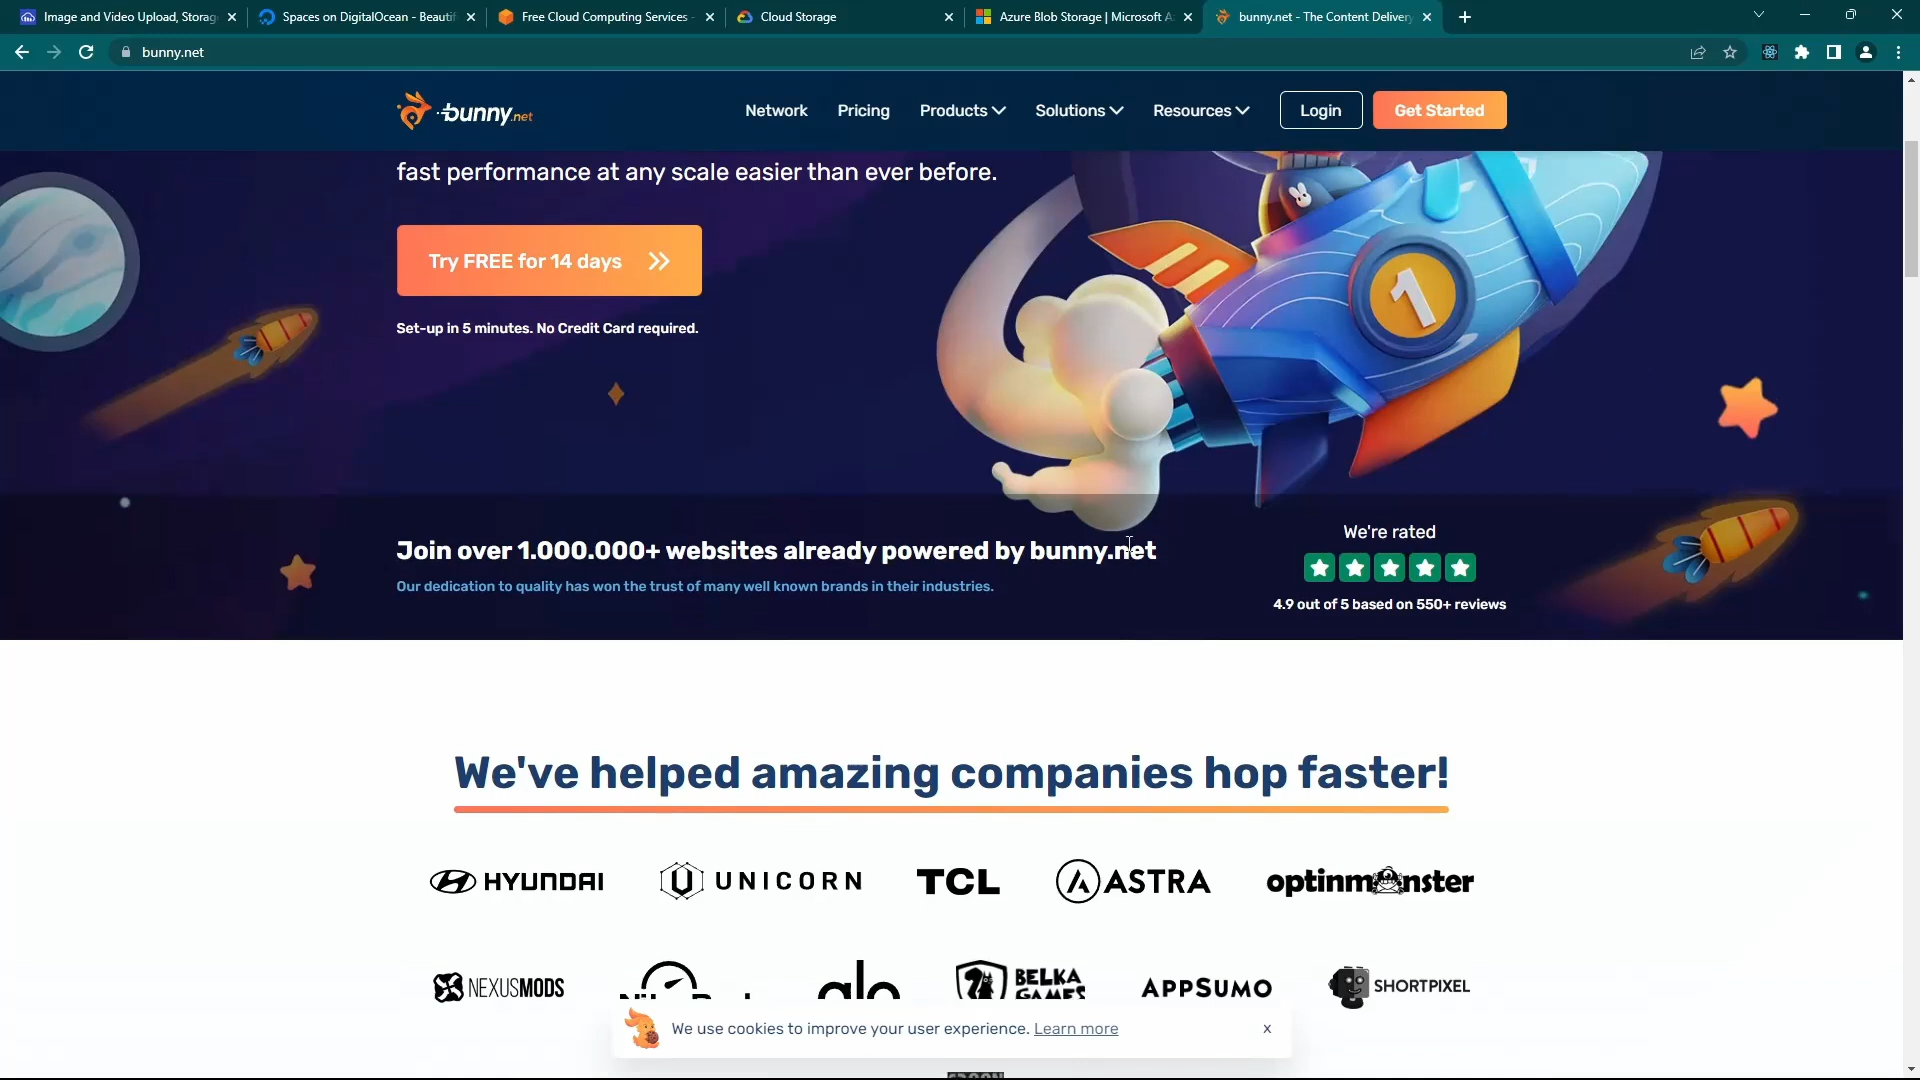 Image and Video Upload, Storag
Spaces on DigitalOcean - Beautif
Free Cloud Computing Services -
Cloud Storage
Azure Blob Storage | Microsoft A
bunny.net - The Content Delivery
bunny.net
bunny.net
Network
Pricing
Products
Solutions
Resources
Login
Get Started
fast performance at any scale easier than ever before.
Try FREE for 14 days
1
Set-up in 5 minutes. No Credit Card required.
Join over 1.000.000+ websites already powered by bunny.net
Our dedication to quality has won the trust of many well known brands in their industries.
We're rated
4.9 out of 5 based on 550+ reviews
We've helped amazing companies hop faster!
HYUNDAI
UNICORN
TCL
ASTRA
optinmonster
NEXUSMODS
alo
BELKA
GAMES
APPSUMO
SHORTPIXEL
We use cookies to improve your user experience. Learn more
x